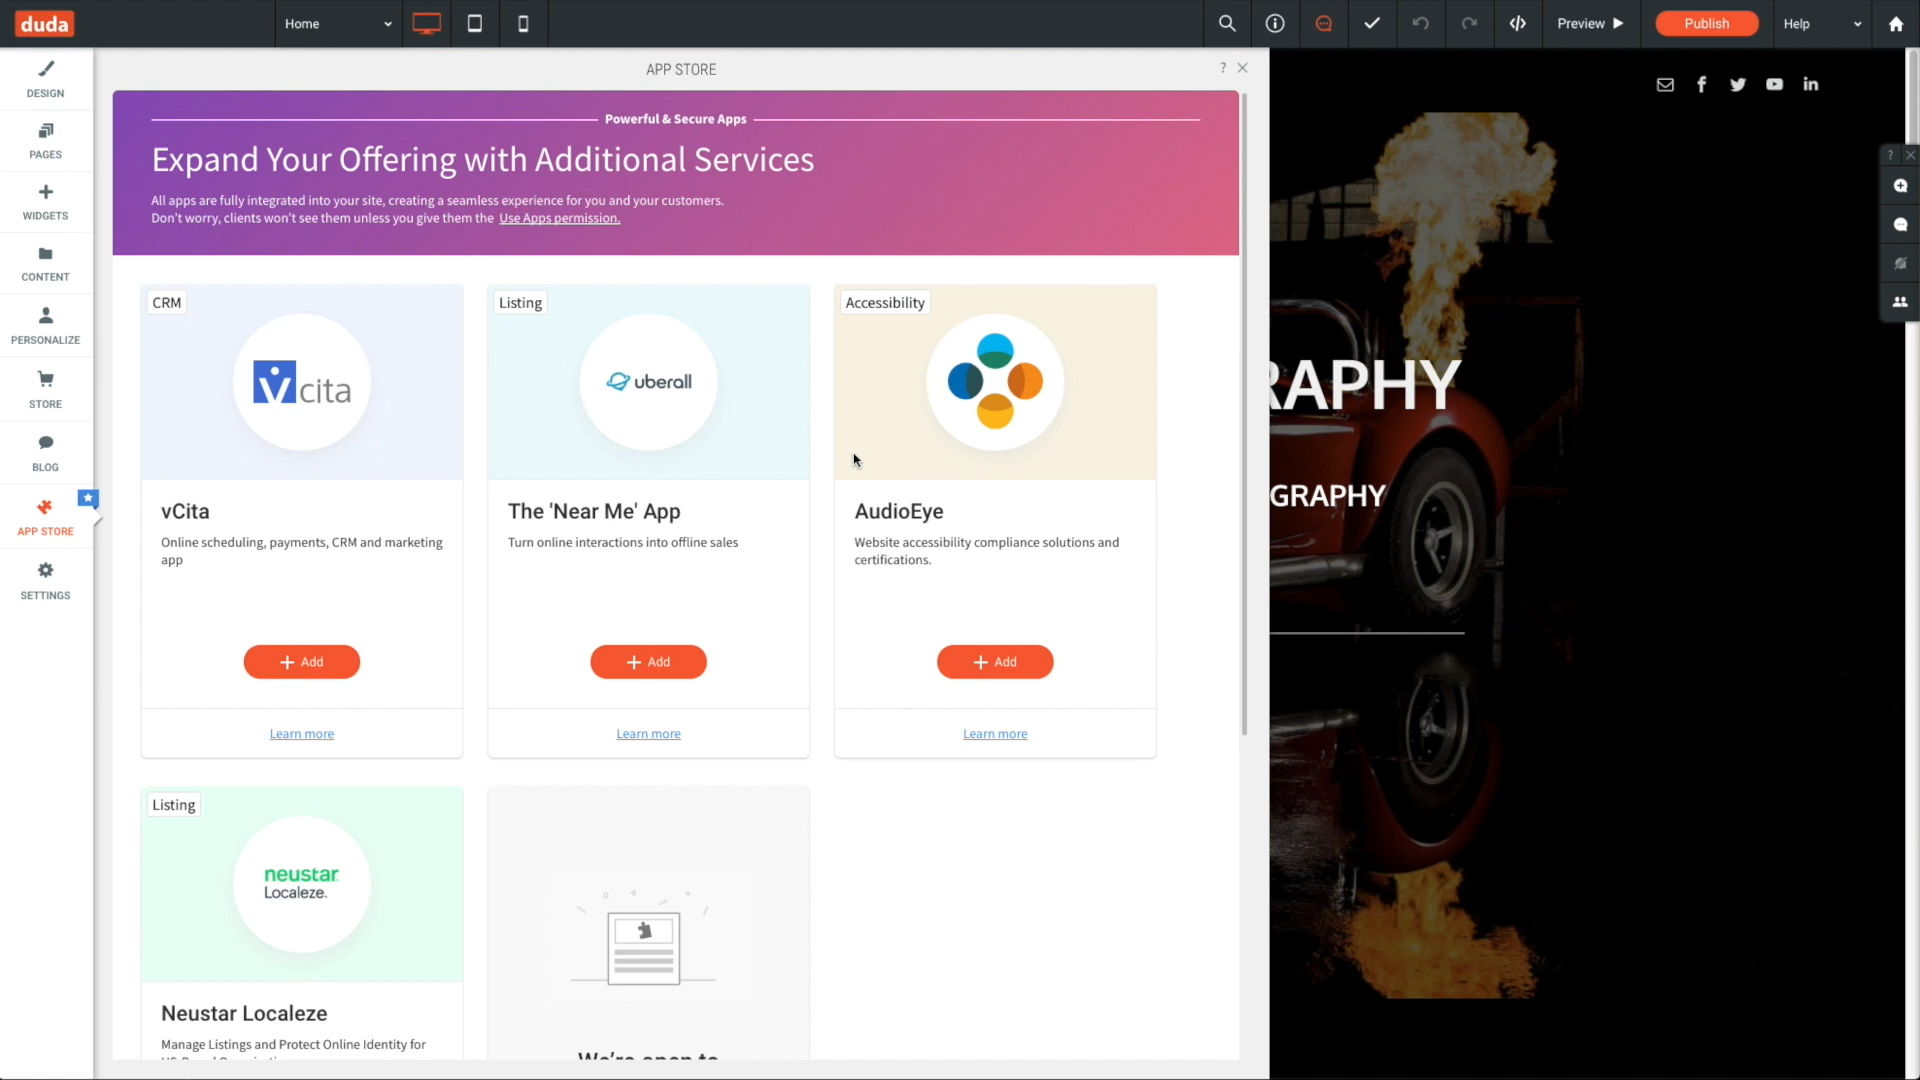 duda
Home
Preview
Publish
Help
DESIGN
PAGES
WIDGETS
CONTENT
PERSONALIZE
STORE
BLOG
APP STORE
SETTINGS
APP STORE
?
Powerful & Secure Apps
Expand Your Offering with Additional Services
All apps are fully integrated into your site, creating a seamless experience for you and your customers.
Don't worry, clients won't see them unless you give them the Use Apps permission.
CRM
vcita
vCita
Online scheduling, payments, CRM and marketing
app
+ Add
Learn more
Listing
uberall
The 'Near Me' App
Turn online interactions into offline sales
+ Add
Learn more
Accessibility
AudioEye
Website accessibility compliance solutions and
certifications.
+ Add
Learn more
Listing
neustar
Localeze.
Neustar Localeze
Manage Listings and Protect Online Identity for
We're open to
RAPHY
GRAPHY
?